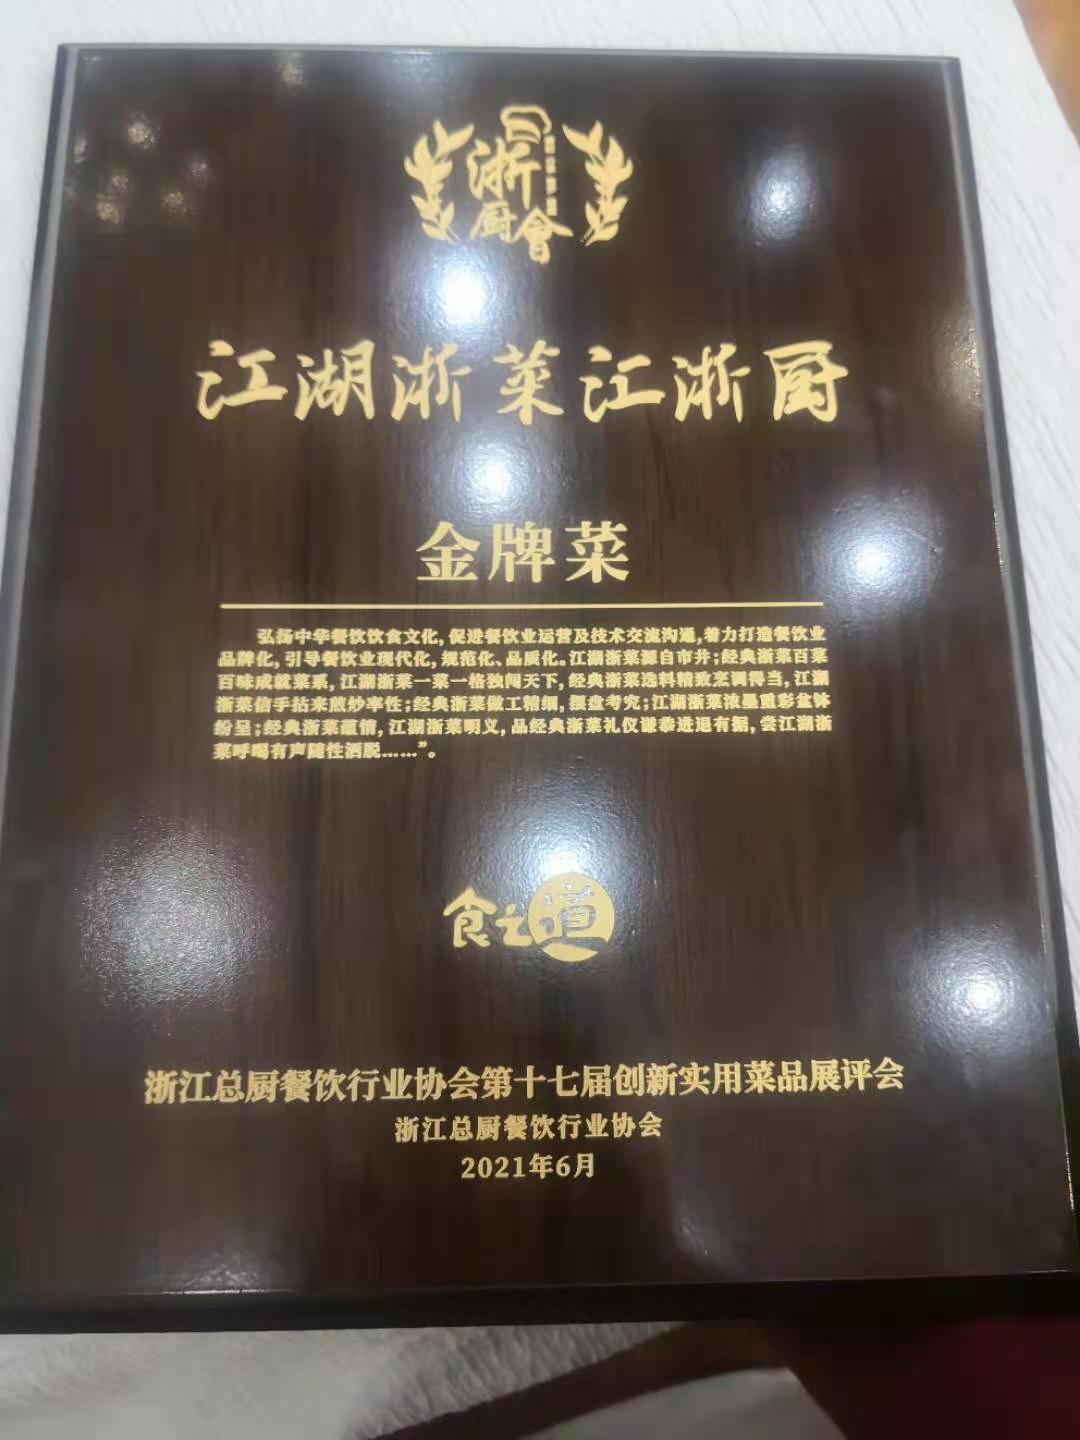 浙厨會
江湖浙菜江浙厨
金牌菜
弘扬中华餐饮饮食文化,促进餐饮业运营及技术交流沟通,着力打造餐饮业
品牌化,引导餐饮业现代化,规范化、品质化。江湖浙菜源自市井;经典浙菜百菜
百味成就菜系,江湖浙菜一菜一格独闯天下,经典浙菜选料精致烹调得当,江湖
浙菜信手拈来煎炒率性;经典浙菜做工精细,摆盘考究;江湖浙菜浓墨重彩盆钵
纷呈;经典浙菜蕴情,江湖浙菜明义,品经典浙菜礼仪谦恭进退有据,尝江湖浙
菜呼喝有声随性洒脱……”。
食之道
浙江总厨餐饮行业协会第十七届创新实用菜品展评会
浙江总厨餐饮行业协会
2021年6月